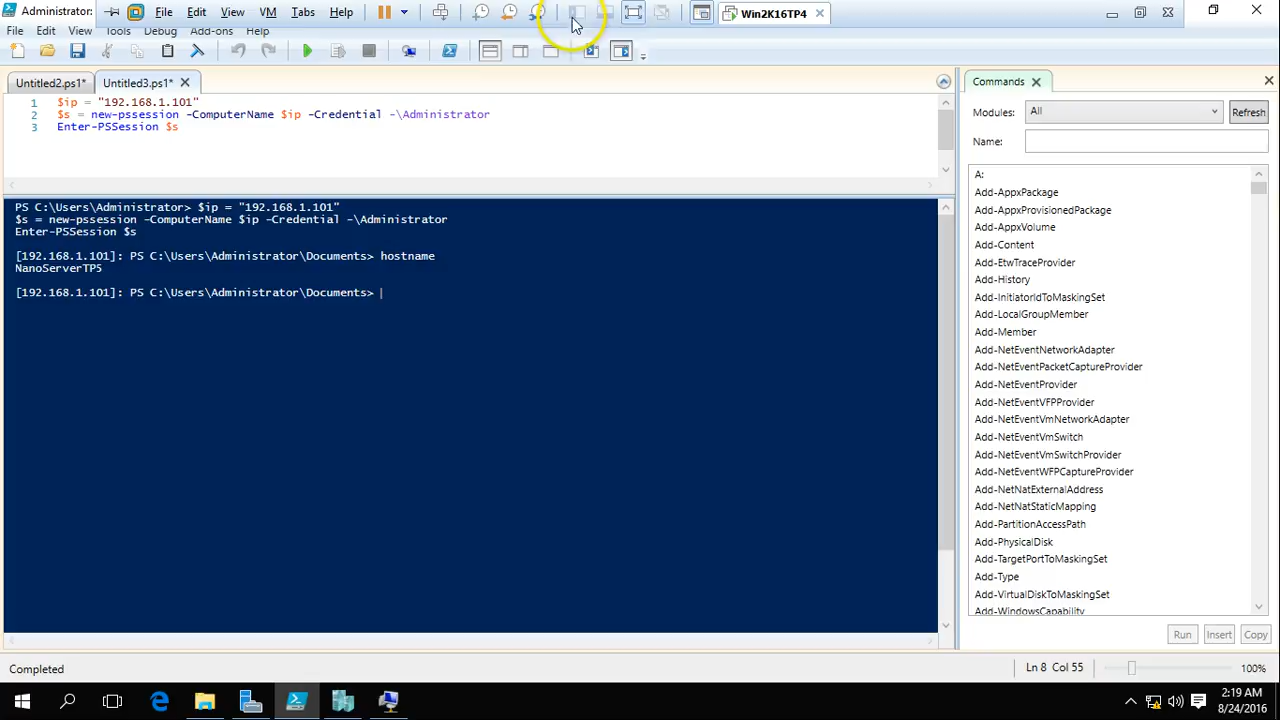 Administrator:
File Edit View VM Tabs Help
Win2K16TP4
File Edit View Tools Debug Add-ons Help
Untitled2.ps1* Untitled3.ps1*
1 $ip = "192.168.1.101"
2 $s = new-pssession -ComputerName $ip -Credential ~\Administrator
3 Enter-PSSession $s
PS C:\Users\Administrator> $ip = "192.168.1.101"
$s = new-pssession -ComputerName $ip -Credential ~\Administrator
Enter-PSSession $s
[192.168.1.101]: PS C:\Users\Administrator\Documents> hostname
NanoServerTP5
[192.168.1.101]: PS C:\Users\Administrator\Documents>
Commands
Modules: All Refresh
Name:
A:
Add-AppxPackage
Add-AppxProvisionedPackage
Add-AppxVolume
Add-Content
Add-EtwTraceProvider
Add-History
Add-InitiatorIdToMaskingSet
Add-LocalGroupMember
Add-Member
Add-NetEventNetworkAdapter
Add-NetEventPacketCaptureProvider
Add-NetEventProvider
Add-NetEventVFPProvider
Add-NetEventVmNetworkAdapter
Add-NetEventVmSwitch
Add-NetEventVmSwitchProvider
Add-NetEventWFPCaptureProvider
Add-NetNatExternalAddress
Add-NetNatStaticMapping
Add-PartitionAccessPath
Add-PhysicalDisk
Add-TargetPortToMaskingSet
Add-Type
Add-VirtualDiskToMaskingSet
Add-WindowsCapability
Run Insert Copy
Completed
Ln 8 Col 55
100%
2:19 AM
8/24/2016